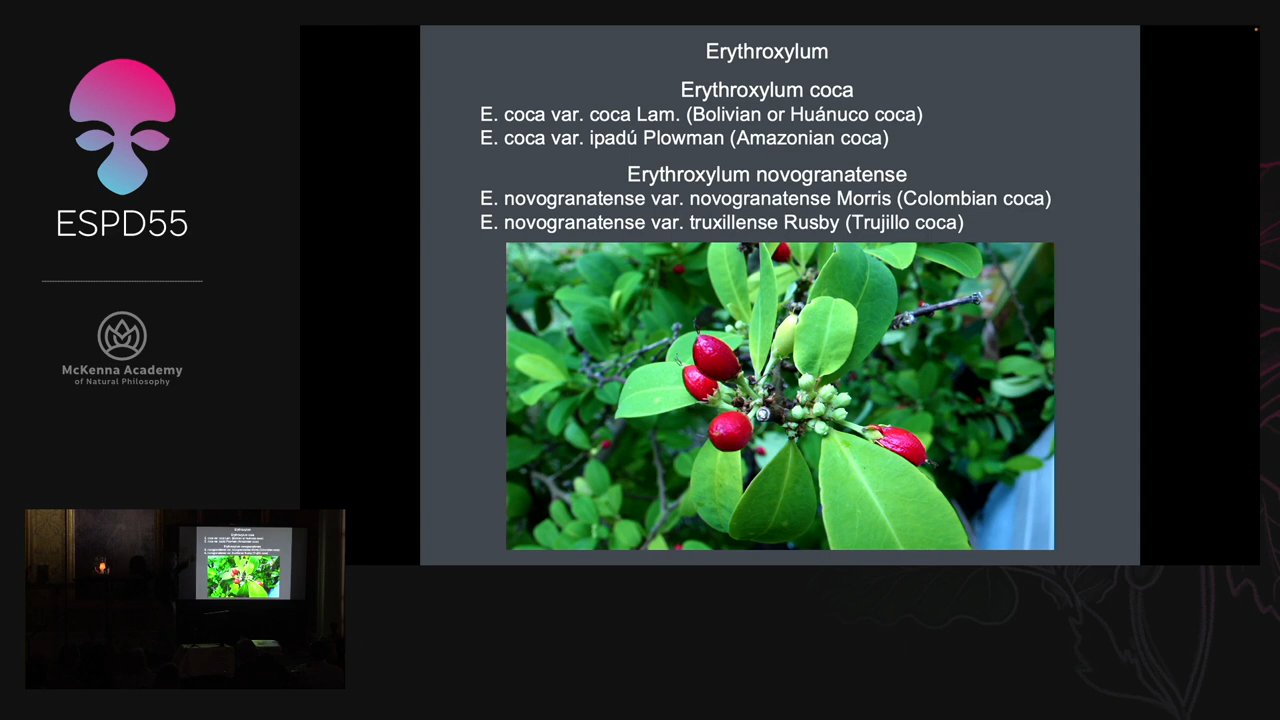 ESPD55
McKenna Academy
of Natural Philosophy
Erythroxylum
Erythroxylum coca
E. coca var. coca Lam. (Bolivian or Huánuco coca)
E. coca var. ipadú Plowman (Amazonian coca)
Erythroxylum novogranatense
E. novogranatense var. novogranatense Morris (Colombian coca)
E. novogranatense var. truxillense Rusby (Trujillo coca)